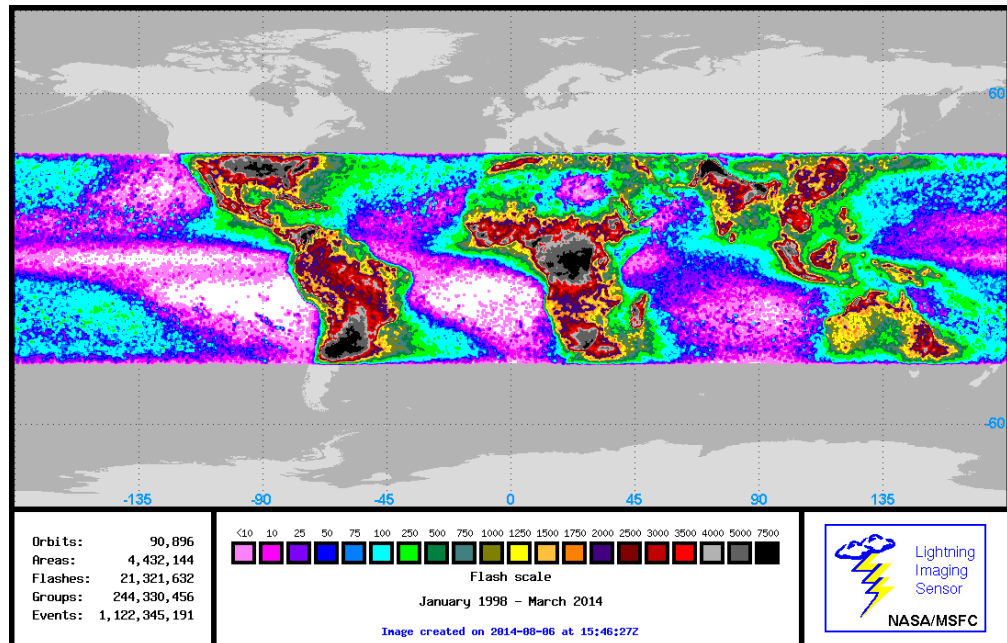 60
-60
-135 -90 -45 0 45 90 135
Orbits: 90,896
Areas: 4,432,144
Flashes: 21,321,632
Groups: 244,330,456
Events: 1,122,345,191
<10 10 25 50 75 100 250 500 750 1000 1250 1500 1750 2000 2500 3000 3500 4000 5000 7500
Flash scale
January 1998 - March 2014
Image created on 2014-08-06 at 15:46:27Z
Lightning
Imaging
Sensor
NASA/MSFC